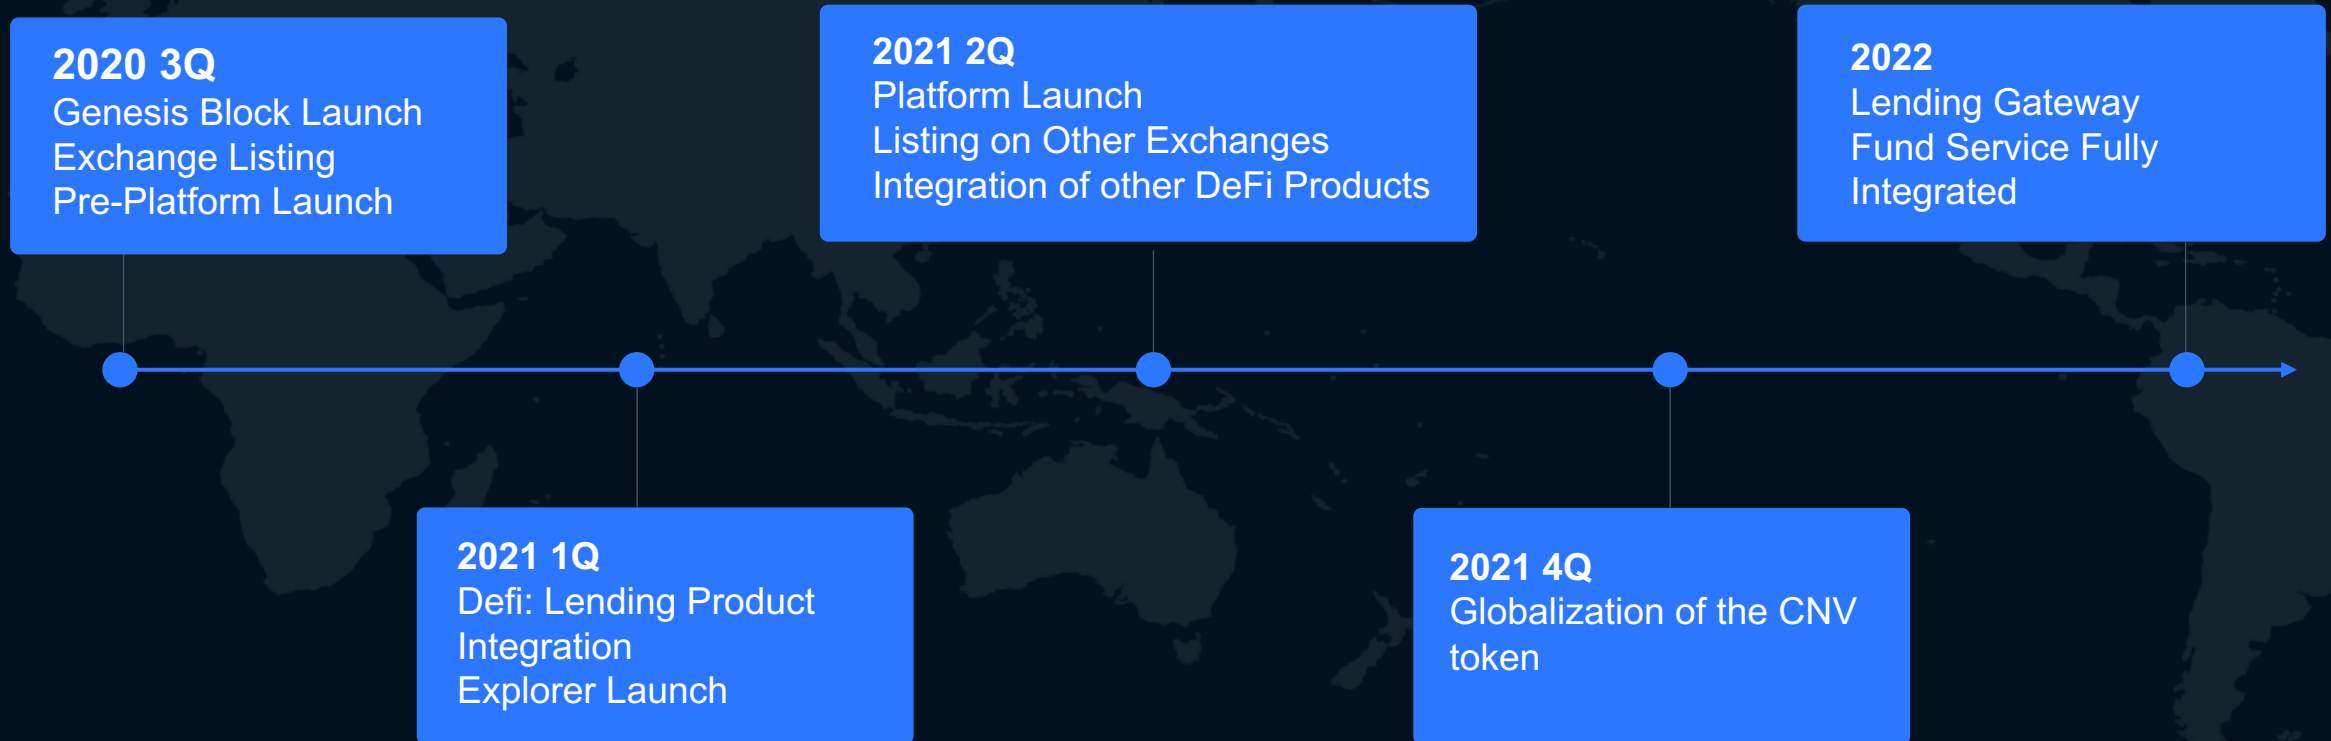 2020 3Q
Genesis Block Launch
Exchange Listing
Pre-Platform Launch
2021 1Q
Defi: Lending Product
Integration
Explorer Launch
2021 2Q
Platform Launch
Listing on Other Exchanges
Integration of other DeFi Products
2021 4Q
Globalization of the CNV
token
2022
Lending Gateway
Fund Service Fully
Integrated